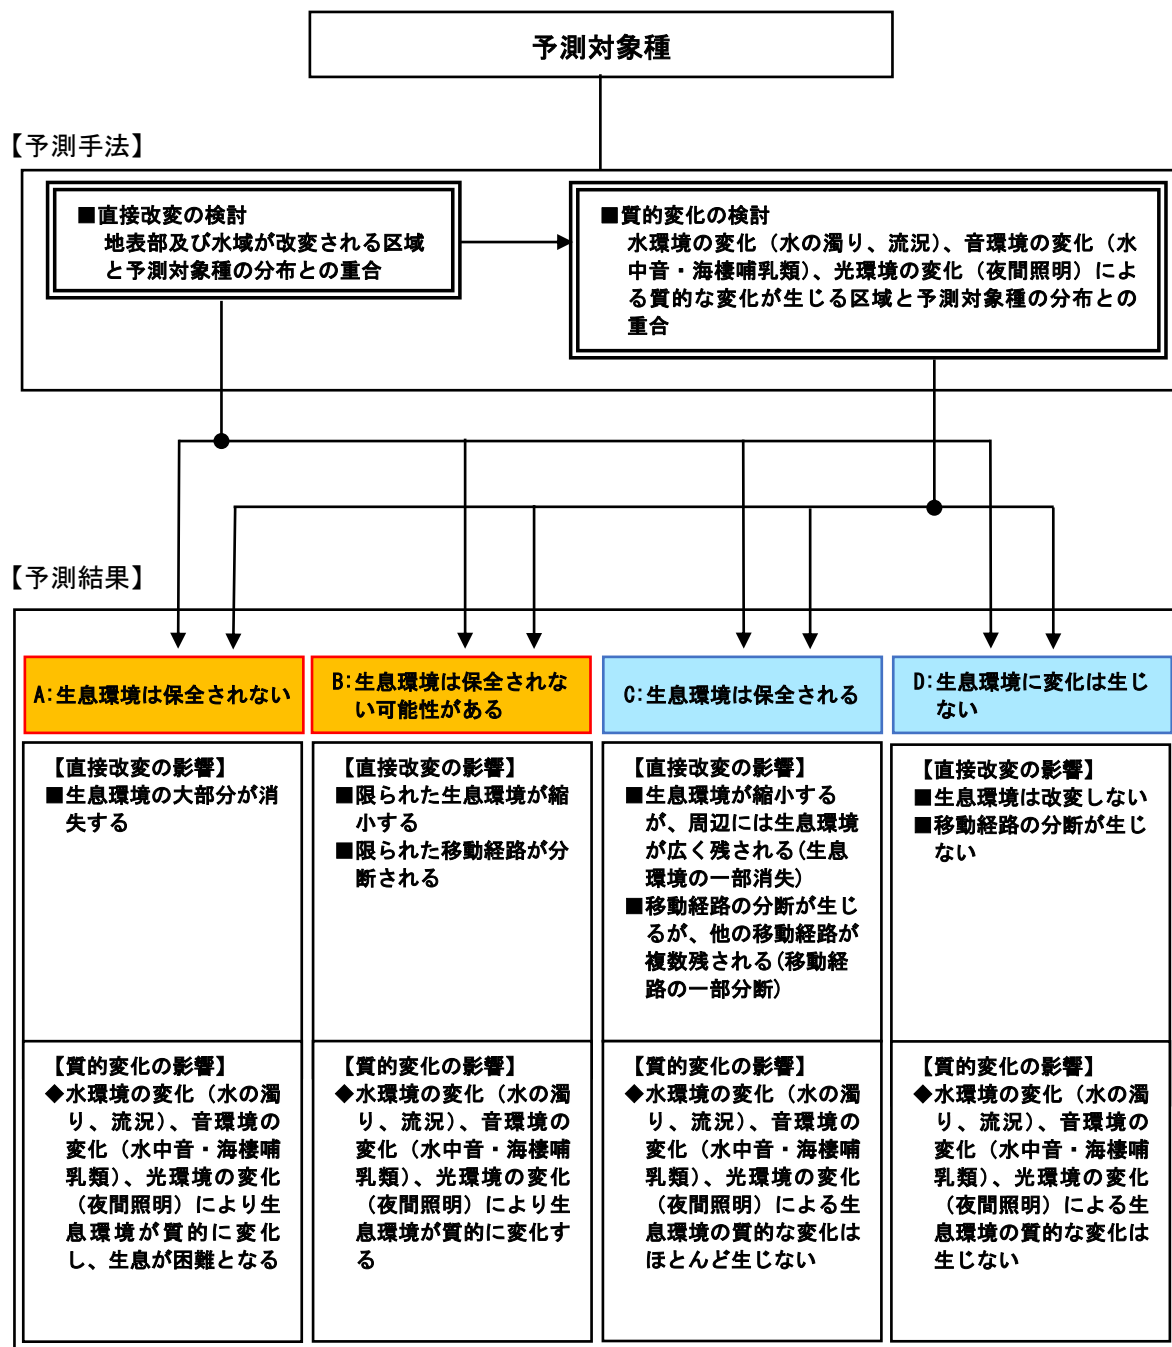 予測対象種
【予測手法】
■直接改変の検討
地表部及び水域が改変される区域
と予測対象種の分布との重合
■質的変化の検討
水環境の変化（水の濁り、流況）、音環境の変化（水
中音・海棲哺乳類）、光環境の変化（夜間照明）によ
る質的な変化が生じる区域と予測対象種の分布との
重合
【予測結果】
A:生息環境は保全されない
B:生息環境は保全されな
い可能性がある
C:生息環境は保全される
D:生息環境に変化は生じ
ない
【直接改変の影響】
■生息環境の大部分が消
失する
【直接改変の影響】
■限られた生息環境が縮
小する
■限られた移動経路が分
断される
【直接改変の影響】
■生息環境が縮小する
が、周辺には生息環境
が広く残される(生息
環境の一部消失)
■移動経路の分断が生じ
るが、他の移動経路が
複数残される(移動経
路の一部分断)
【直接改変の影響】
■生息環境は改変しない
■移動経路の分断が生じ
ない
【質的変化の影響】
◆水環境の変化（水の濁
り、流況）、音環境の
変化（水中音・海棲哺
乳類）、光環境の変化
（夜間照明）により生
息環境が質的に変化
し、生息が困難となる
【質的変化の影響】
◆水環境の変化（水の濁
り、流況）、音環境の
変化（水中音・海棲哺
乳類）、光環境の変化
（夜間照明）により生
息環境が質的に変化す
る
【質的変化の影響】
◆水環境の変化（水の濁
り、流況）、音環境の
変化（水中音・海棲哺
乳類）、光環境の変化
（夜間照明）による生
息環境の質的な変化は
ほとんど生じない
【質的変化の影響】
◆水環境の変化（水の濁
り、流況）、音環境の
変化（水中音・海棲哺
乳類）、光環境の変化
（夜間照明）による生
息環境の質的な変化は
生じない